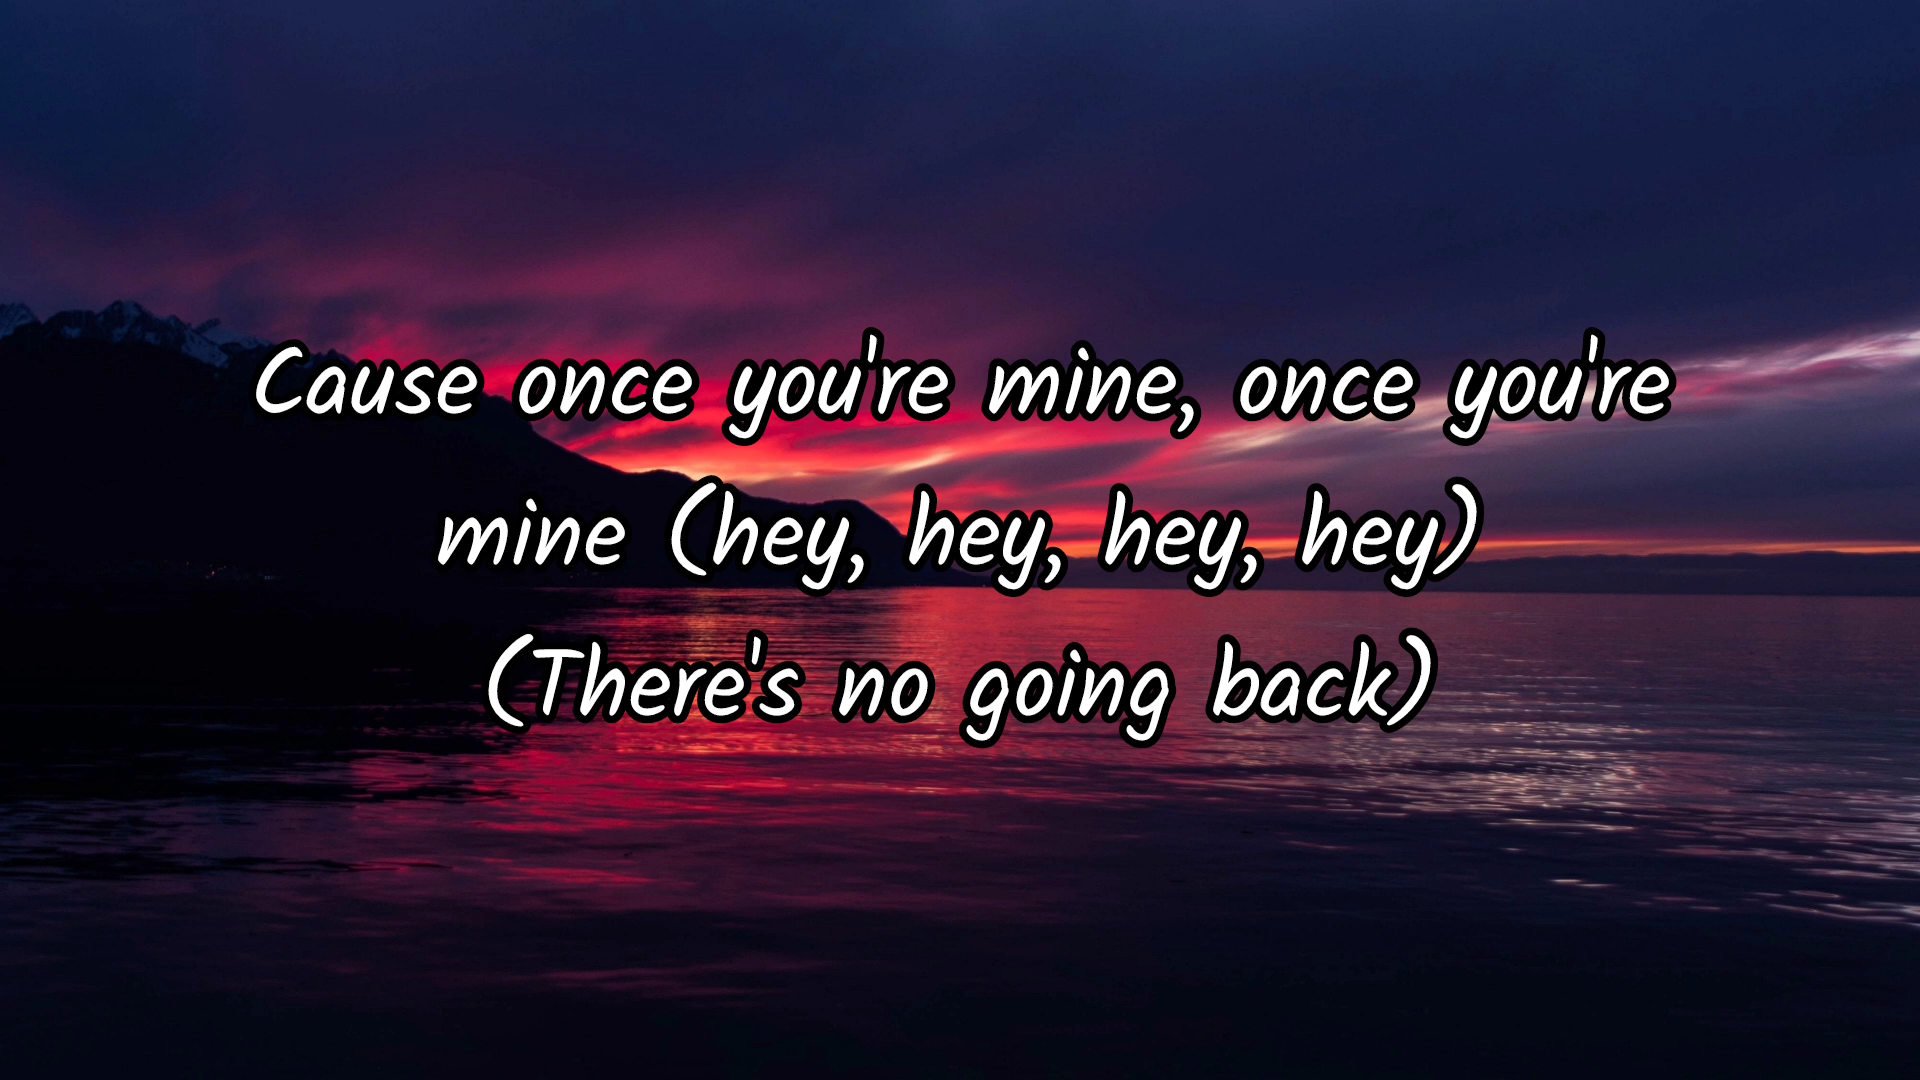 Cause once you're mine, once you're
mine (hey, hey, hey, hey)
(There's no going back)